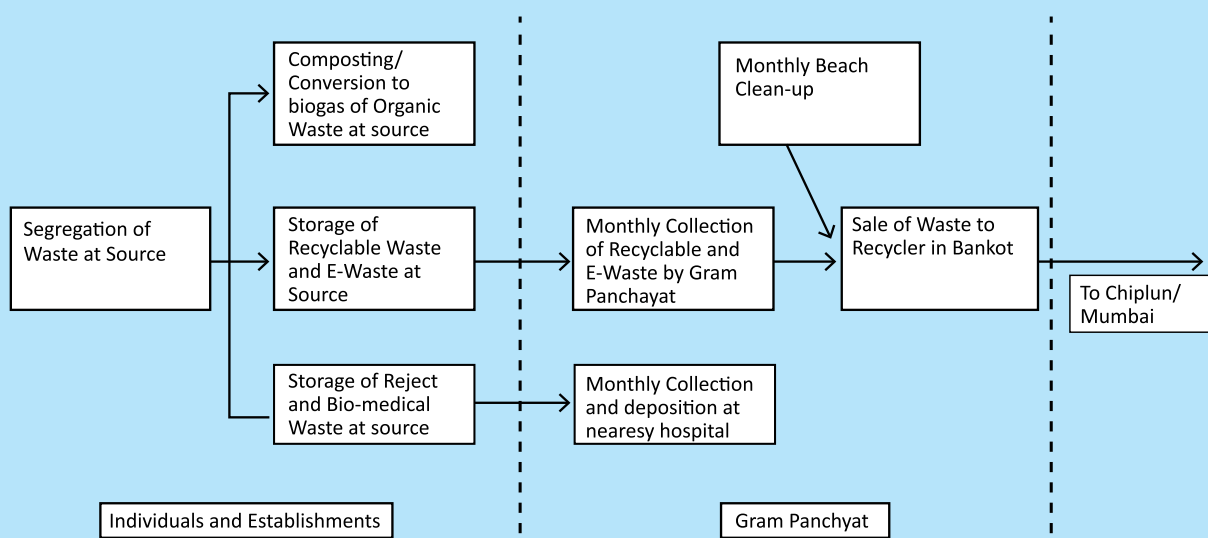 Composting/
Conversion to
biogas of Organic
Waste at source
Monthly Beach
Clean-up
Segregation of
Waste at Source
Storage of
Recyclable Waste
and E-Waste at
Source
Monthly Collection
of Recyclable and
E-Waste by Gram
Panchayat
Sale of Waste to
Recycler in Bankot
To Chiplun/
Mumbai
Storage of Reject
and Bio-medical
Waste at source
Monthly Collection
and deposition at
nearesy hospital
Individuals and Establishments
Gram Panchyat